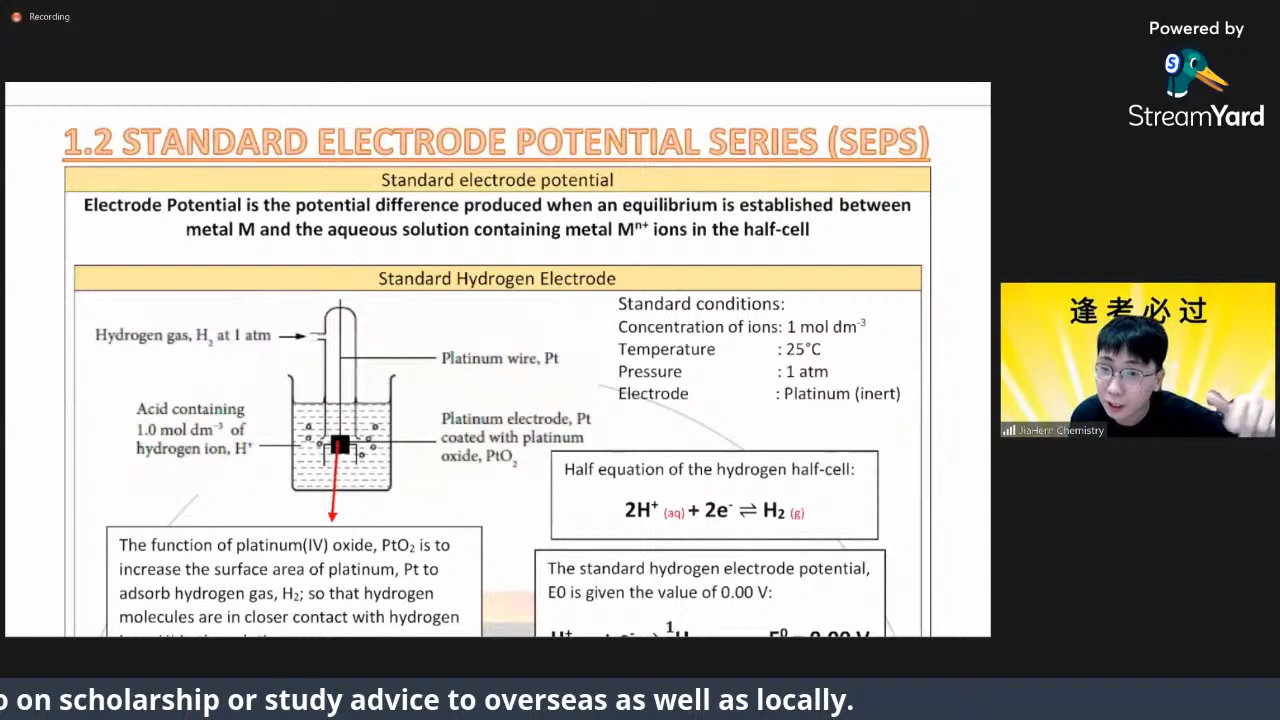 Recording
Powered by
S
StreamYard
1.2 STANDARD ELECTRODE POTENTIAL SERIES (SEPS)
Standard electrode potential
Electrode Potential is the potential difference produced when an equilibrium is established between
metal M and the aqueous solution containing metal Mⁿ⁺ ions in the half-cell
Standard Hydrogen Electrode
Hydrogen gas, H₂ at 1 atm
Platinum wire, Pt
Acid containing
1.0 mol dm⁻³ of
hydrogen ion, H⁺
Platinum electrode, Pt
coated with platinum
oxide, PtO₂
Standard conditions:
Concentration of ions: 1 mol dm⁻³
Temperature : 25°C
Pressure : 1 atm
Electrode : Platinum (inert)
Half equation of the hydrogen half-cell:
2H⁺ (aq) + 2e⁻ ⇌ H₂ (g)
The function of platinum(IV) oxide, PtO₂ is to
increase the surface area of platinum, Pt to
adsorb hydrogen gas, H₂; so that hydrogen
molecules are in closer contact with hydrogen
The standard hydrogen electrode potential,
E0 is given the value of 0.00 V:
逢考必过
JiaHern Chemistry
on scholarship or study advice to overseas as well as locally.